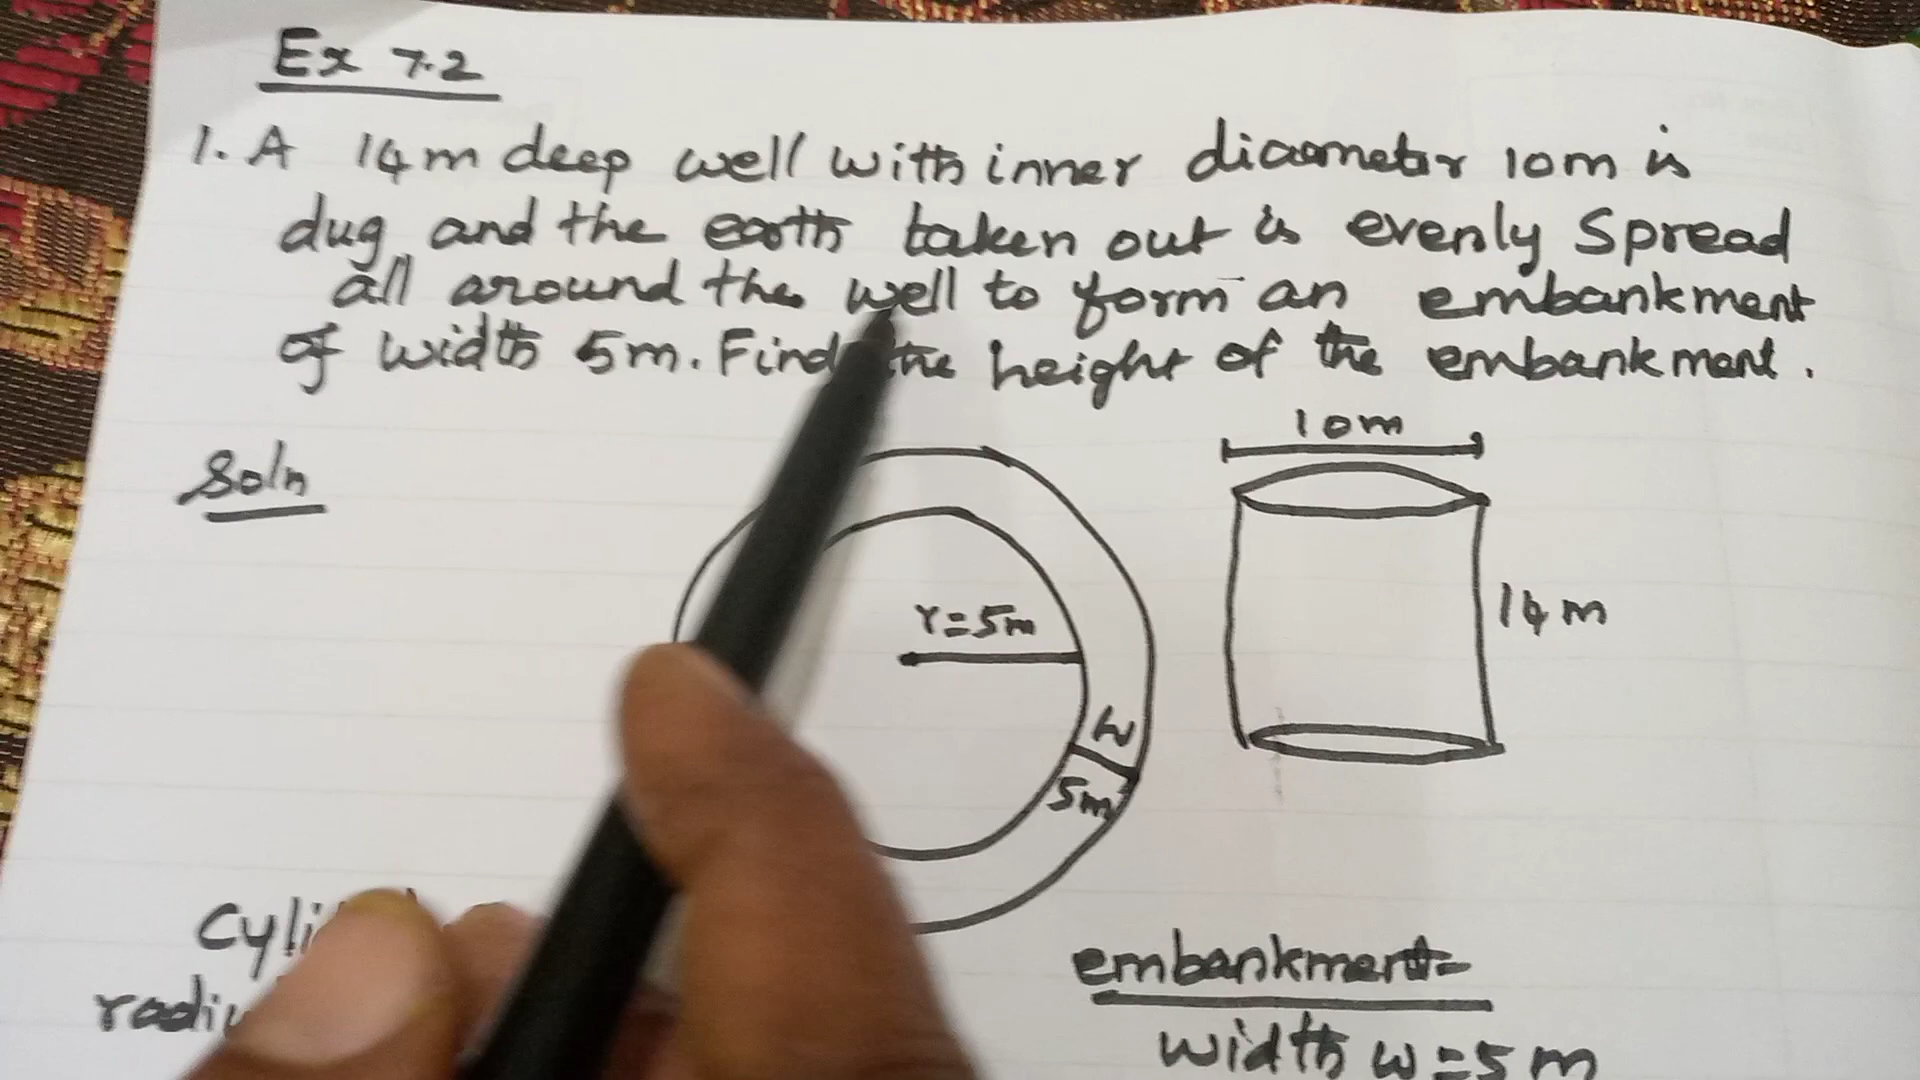 Ex 7.2
1. A 14m deep well with inner diameter 10m is
dug and the earth taken out is evenly spread
all around the well to form an embankment
of width 5m. Find the height of the embankment.
Soln
10m
r=5m
14m
w
5m
embankment-
width w=5m